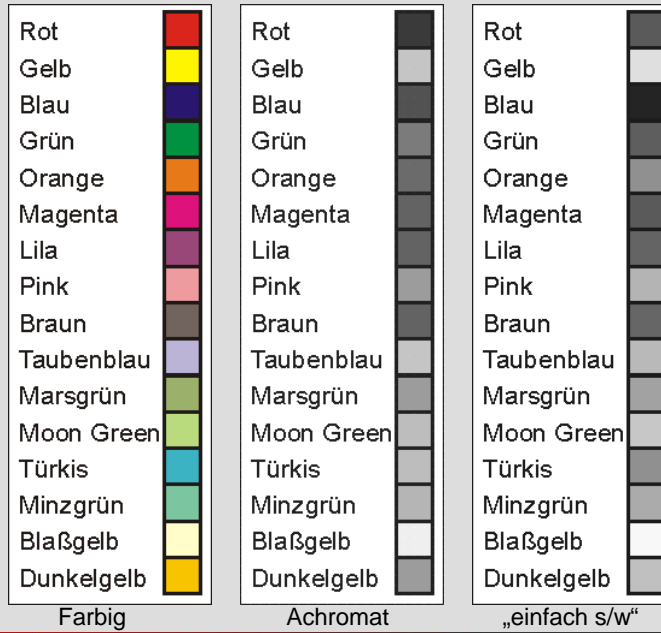 Rot
Gelb
Blau
Grün
Orange
Magenta
Lila
Pink
Braun
Taubenblau
Marsgrün
Moon Green
Türkis
Minzgrün
Blaßgelb
Dunkelgelb
Farbig
Rot
Gelb
Blau
Grün
Orange
Magenta
Lila
Pink
Braun
Taubenblau
Marsgrün
Moon Green
Türkis
Minzgrün
Blaßgelb
Dunkelgelb
Achromat
Rot
Gelb
Blau
Grün
Orange
Magenta
Lila
Pink
Braun
Taubenblau
Marsgrün
Moon Green
Türkis
Minzgrün
Blaßgelb
Dunkelgelb
„einfach s/w“